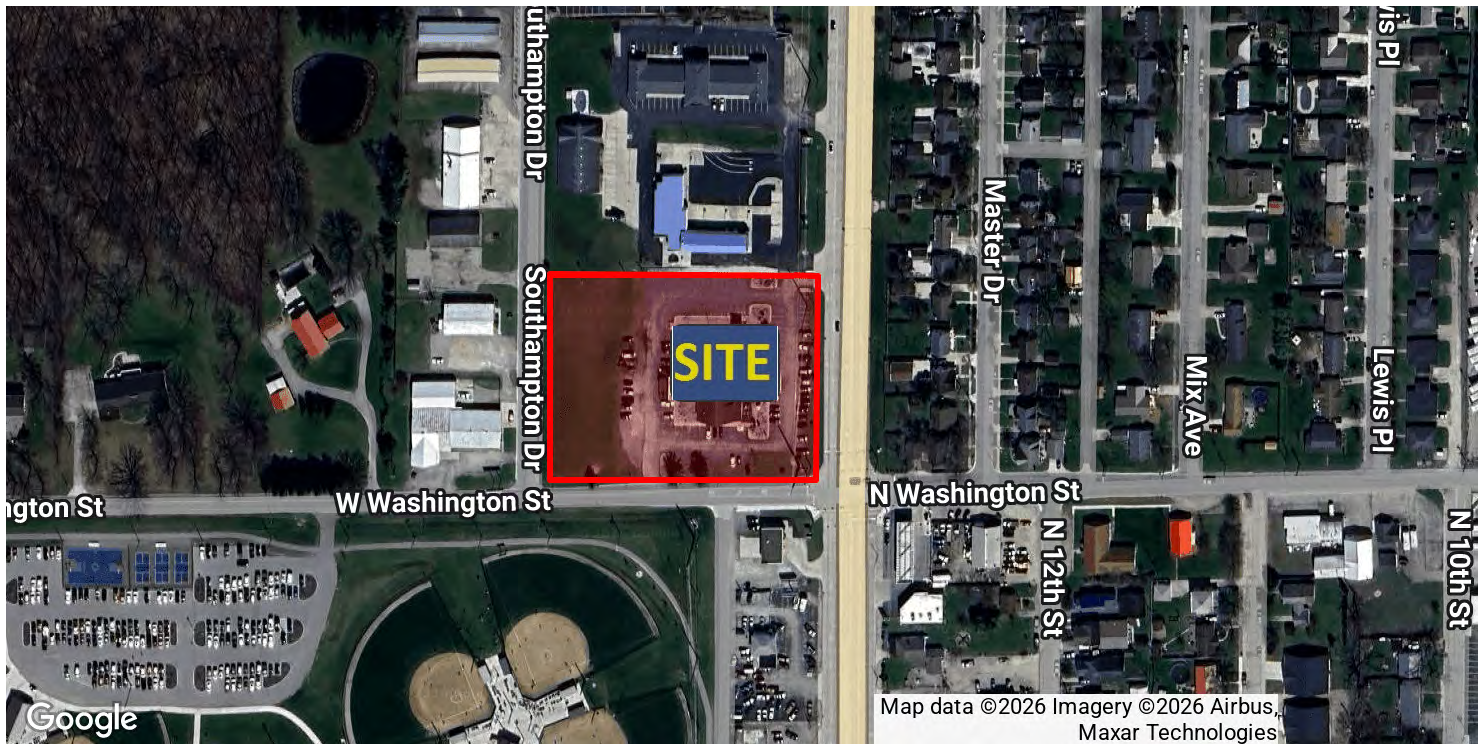 uthampton Dr
vis Pl
Master Dr
Southampton Dr
SITE
Mix Ave
Lewis Pl
ngton St
W Washington St
N Washington St
N 12th St
N 10th St
Google
Map data ©2026 Imagery ©2026 Airbus,
Maxar Technologies